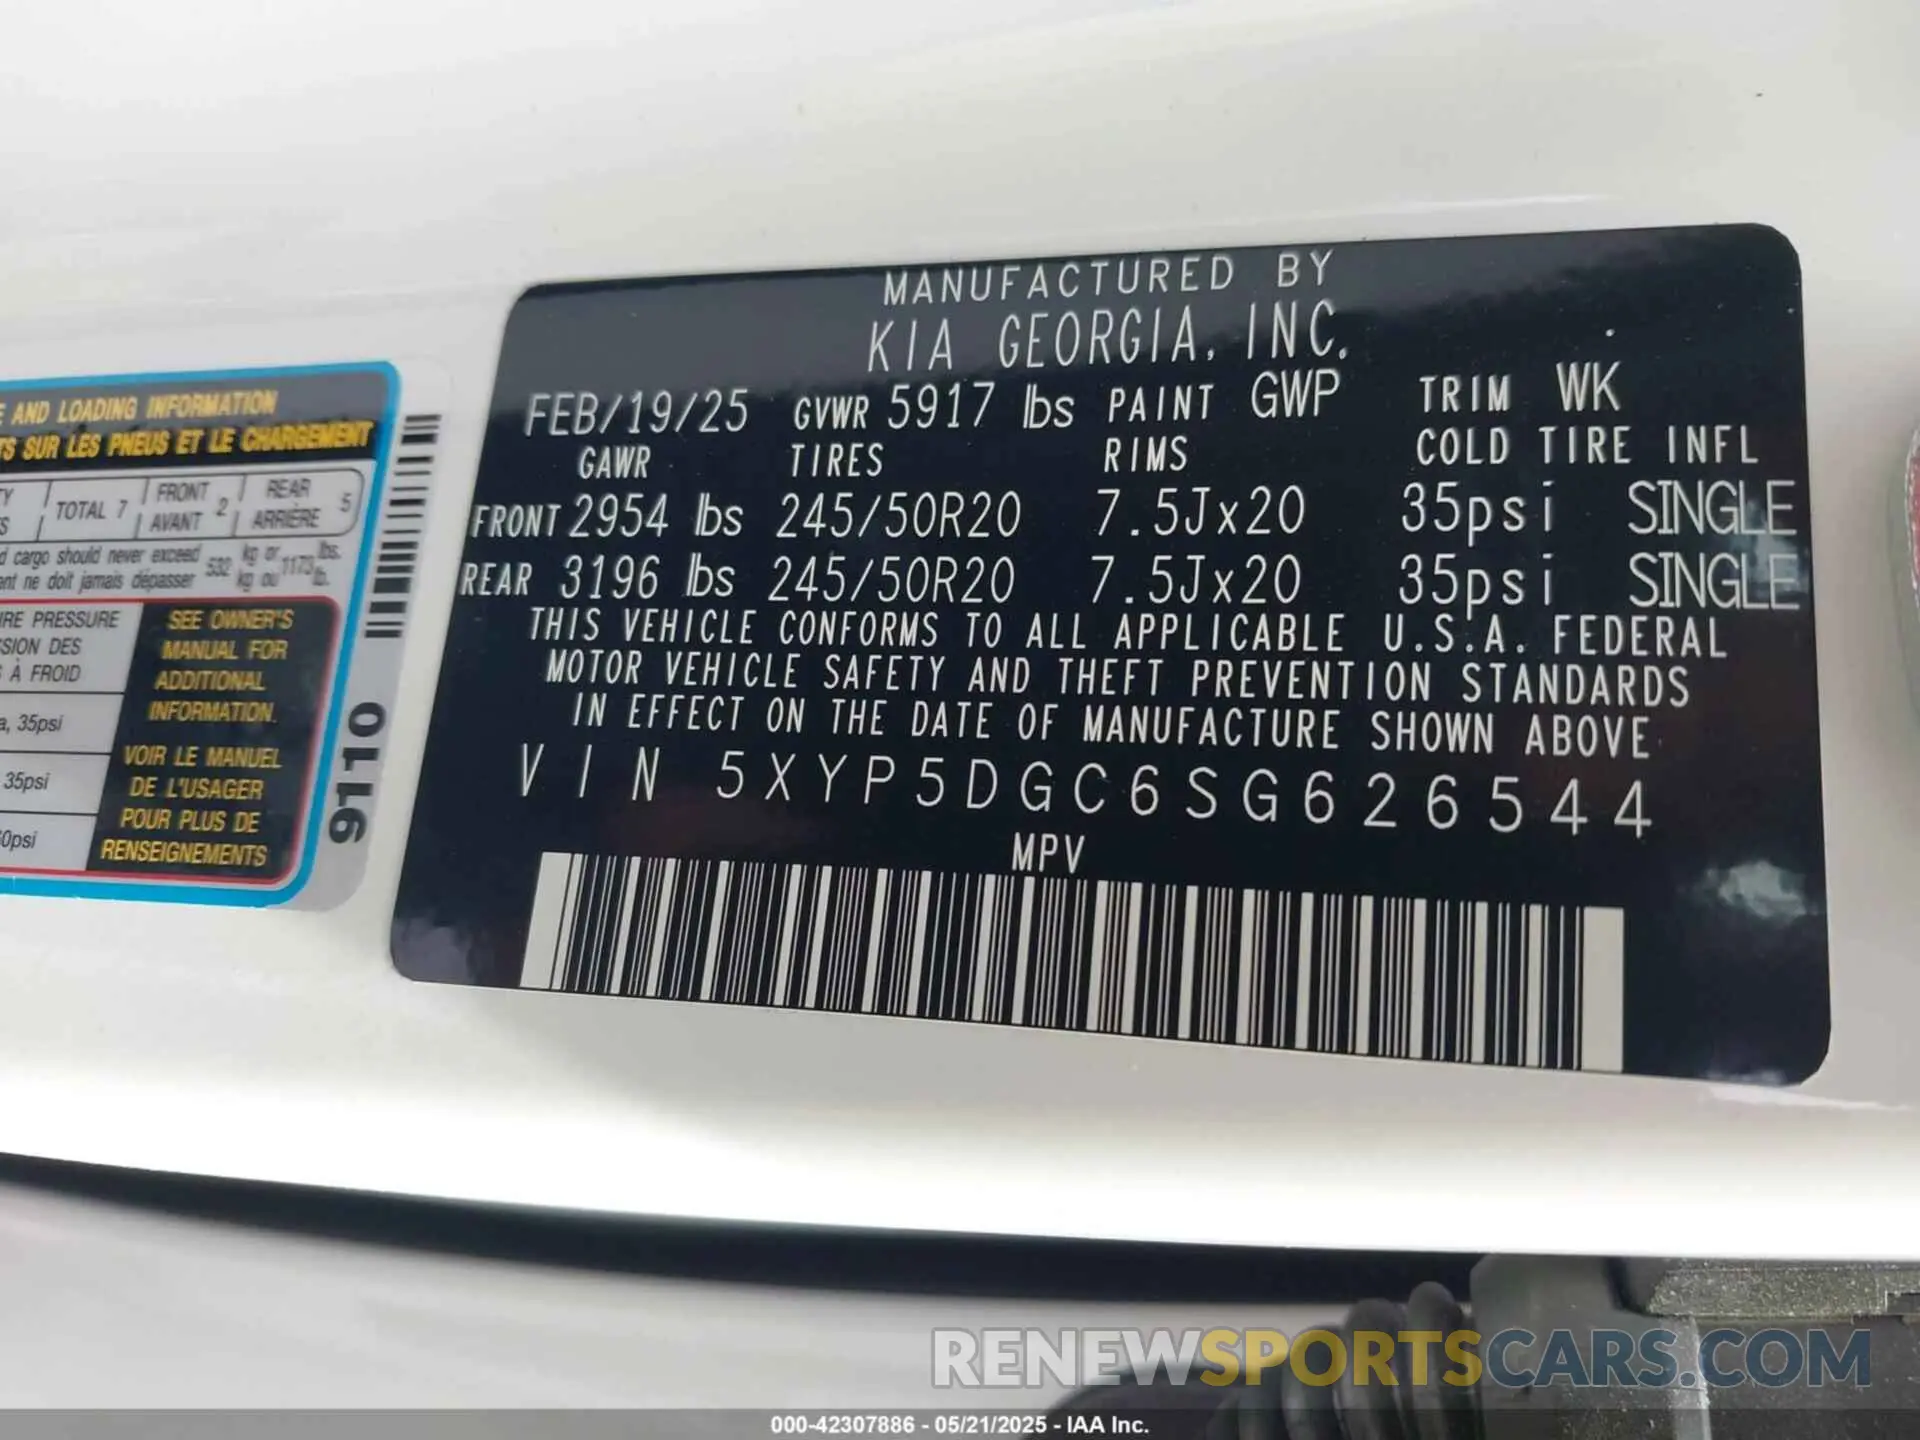 MANUFACTURED BY
KIA GEORGIA, INC.
FEB/19/25 GVWR 5917 lbs PAINT GWP TRIM WK
GAWR TIRES RIMS COLD TIRE INFL
FRONT 2954 lbs 245/50R20 7.5Jx20 35psi SINGLE
REAR 3196 lbs 245/50R20 7.5Jx20 35psi SINGLE
THIS VEHICLE CONFORMS TO ALL APPLICABLE U.S.A. FEDERAL
MOTOR VEHICLE SAFETY AND THEFT PREVENTION STANDARDS
IN EFFECT ON THE DATE OF MANUFACTURE SHOWN ABOVE
VIN 5XYP5DGC6SG626544
MPV
AND LOADING INFORMATION
SUR LES PNEUS ET LE CHARGEMENT
TOTAL 7 FRONT AVANT 2 REAR ARRIÈRE 5
cargo should never exceed 532 kg or 1173 lbs.
ne doit jamais dépasser kg ou lb.
PRESSURE
DES
À FROID
35psi
35psi
SEE OWNER'S
MANUAL FOR
ADDITIONAL
INFORMATION.
VOIR LE MANUEL
DE L'USAGER
POUR PLUS DE
RENSEIGNEMENTS
9110
RENEWSPORTSCARS.COM
000-42307886 - 05/21/2025 - IAA Inc.